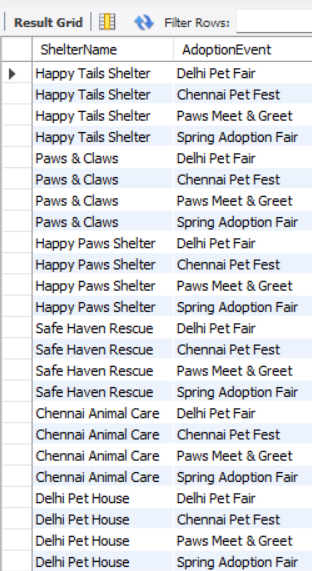 Result Grid Filter Rows:
ShelterName AdoptionEvent
Happy Tails Shelter Delhi Pet Fair
Happy Tails Shelter Chennai Pet Fest
Happy Tails Shelter Paws Meet & Greet
Happy Tails Shelter Spring Adoption Fair
Paws & Claws Delhi Pet Fair
Paws & Claws Chennai Pet Fest
Paws & Claws Paws Meet & Greet
Paws & Claws Spring Adoption Fair
Happy Paws Shelter Delhi Pet Fair
Happy Paws Shelter Chennai Pet Fest
Happy Paws Shelter Paws Meet & Greet
Happy Paws Shelter Spring Adoption Fair
Safe Haven Rescue Delhi Pet Fair
Safe Haven Rescue Chennai Pet Fest
Safe Haven Rescue Paws Meet & Greet
Safe Haven Rescue Spring Adoption Fair
Chennai Animal Care Delhi Pet Fair
Chennai Animal Care Chennai Pet Fest
Chennai Animal Care Paws Meet & Greet
Chennai Animal Care Spring Adoption Fair
Delhi Pet House Delhi Pet Fair
Delhi Pet House Chennai Pet Fest
Delhi Pet House Paws Meet & Greet
Delhi Pet House Spring Adoption Fair